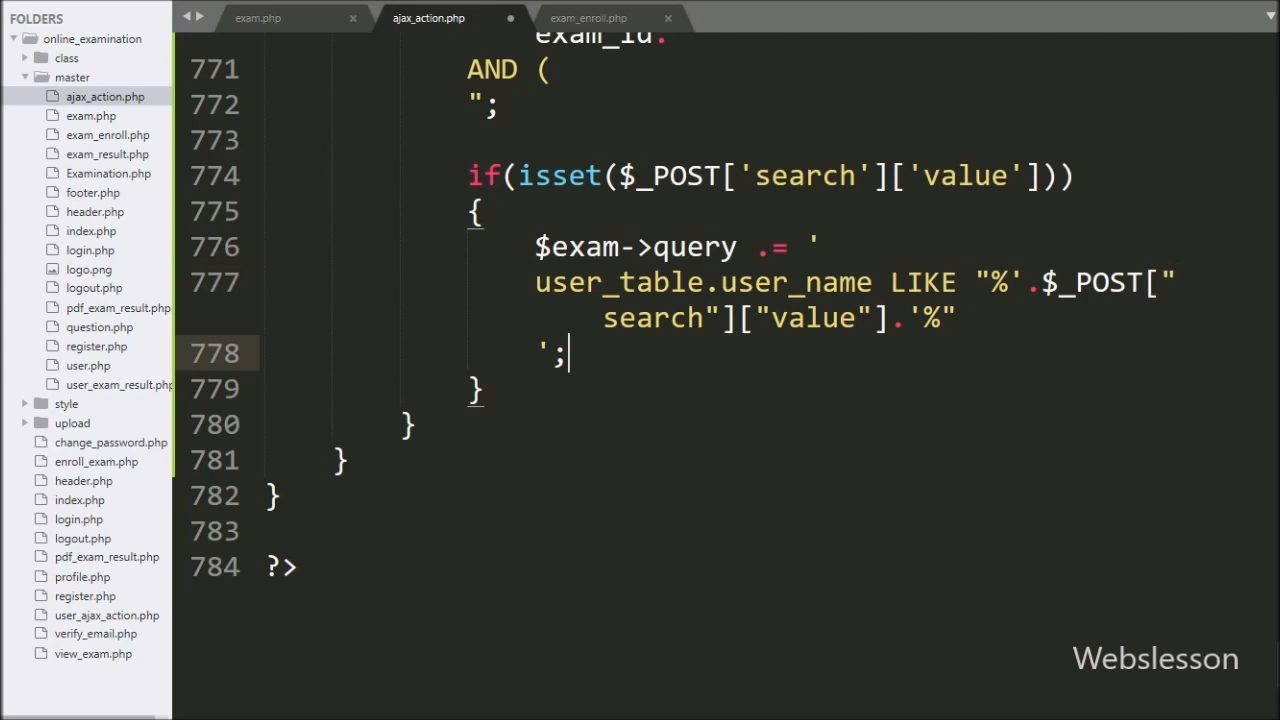 FOLDERS
online_examination
class
master
ajax_action.php
exam.php
exam_enroll.php
exam_result.php
Examination.php
footer.php
header.php
index.php
login.php
logo.png
logout.php
pdf_exam_result.php
question.php
register.php
user.php
user_exam_result.php
style
upload
change_password.php
enroll_exam.php
header.php
index.php
login.php
logout.php
pdf_exam_result.php
profile.php
register.php
user_ajax_action.php
verify_email.php
view_exam.php
exam.php
ajax_action.php
exam_enroll.php
exam_id.
771 AND (
772 ";
773
774 if(isset($_POST['search']['value']))
775 {
776 $exam->query .= '
777 user_table.user_name LIKE "%'.$_POST["
search"]["value"].'%"
778 ';
779 }
780 }
781 }
782 }
783
784 ?>
Webslesson